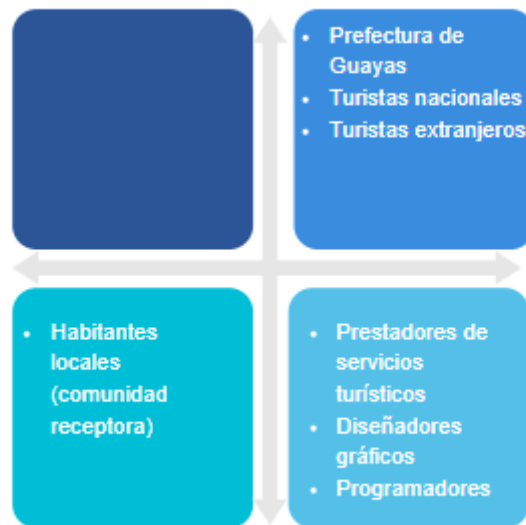 • Prefectura de
Guayas
• Turistas nacionales
• Turistas extranjeros
• Habitantes
locales
(comunidad
receptora)
• Prestadores de
servicios
turísticos
• Diseñadores
gráficos
• Programadores